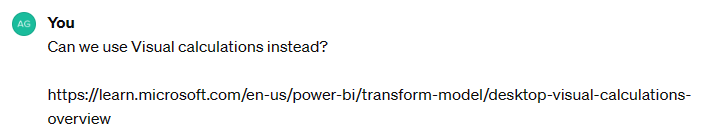 AG You
Can we use Visual calculations instead?
https://learn.microsoft.com/en-us/power-bi/transform-model/desktop-visual-calculations-
overview